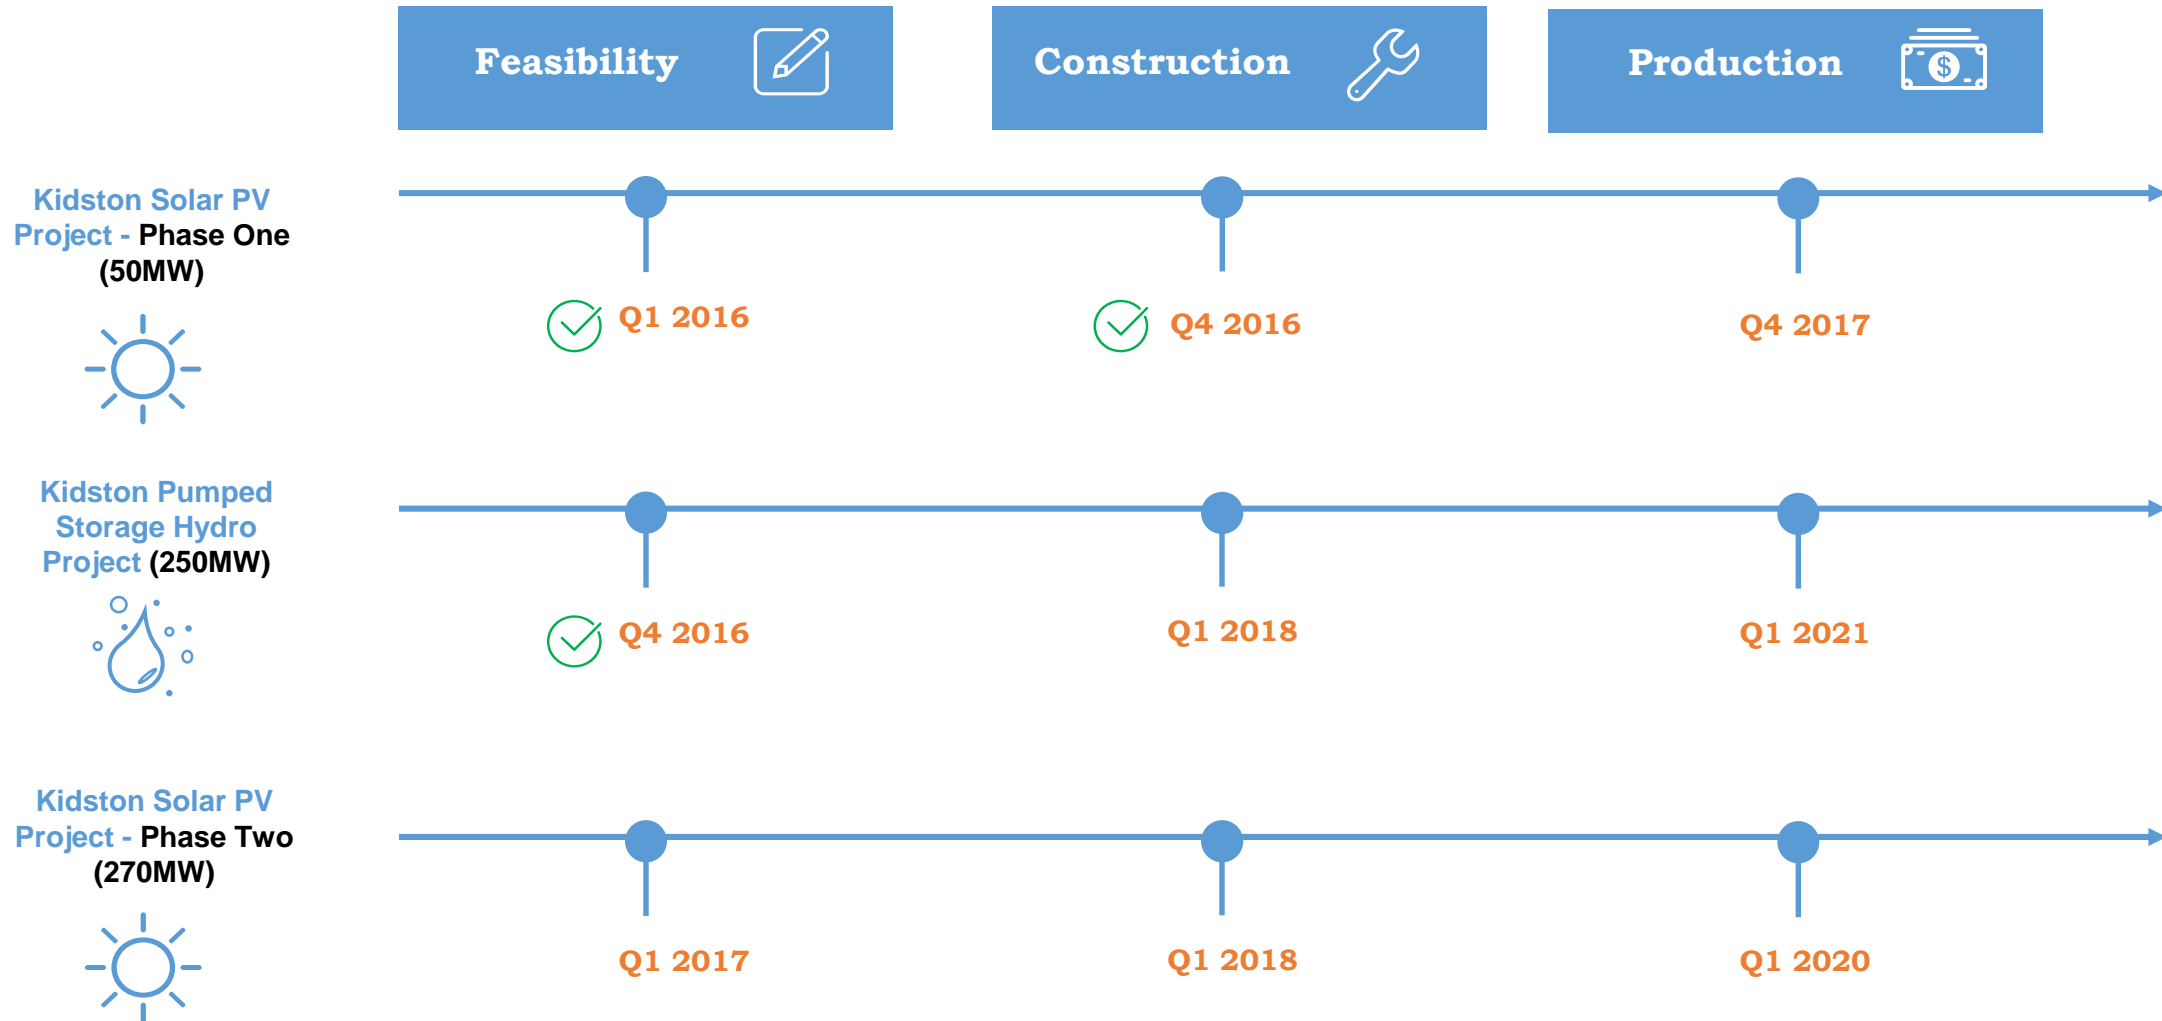 Feasibility
Construction
Production
$
Kidston Solar PV
Project - Phase One
(50MW)
Q1 2016
Q4 2016
Q4 2017
Kidston Pumped
Storage Hydro
Project (250MW)
Q4 2016
Q1 2018
Q1 2021
Kidston Solar PV
Project - Phase Two
(270MW)
Q1 2017
Q1 2018
Q1 2020